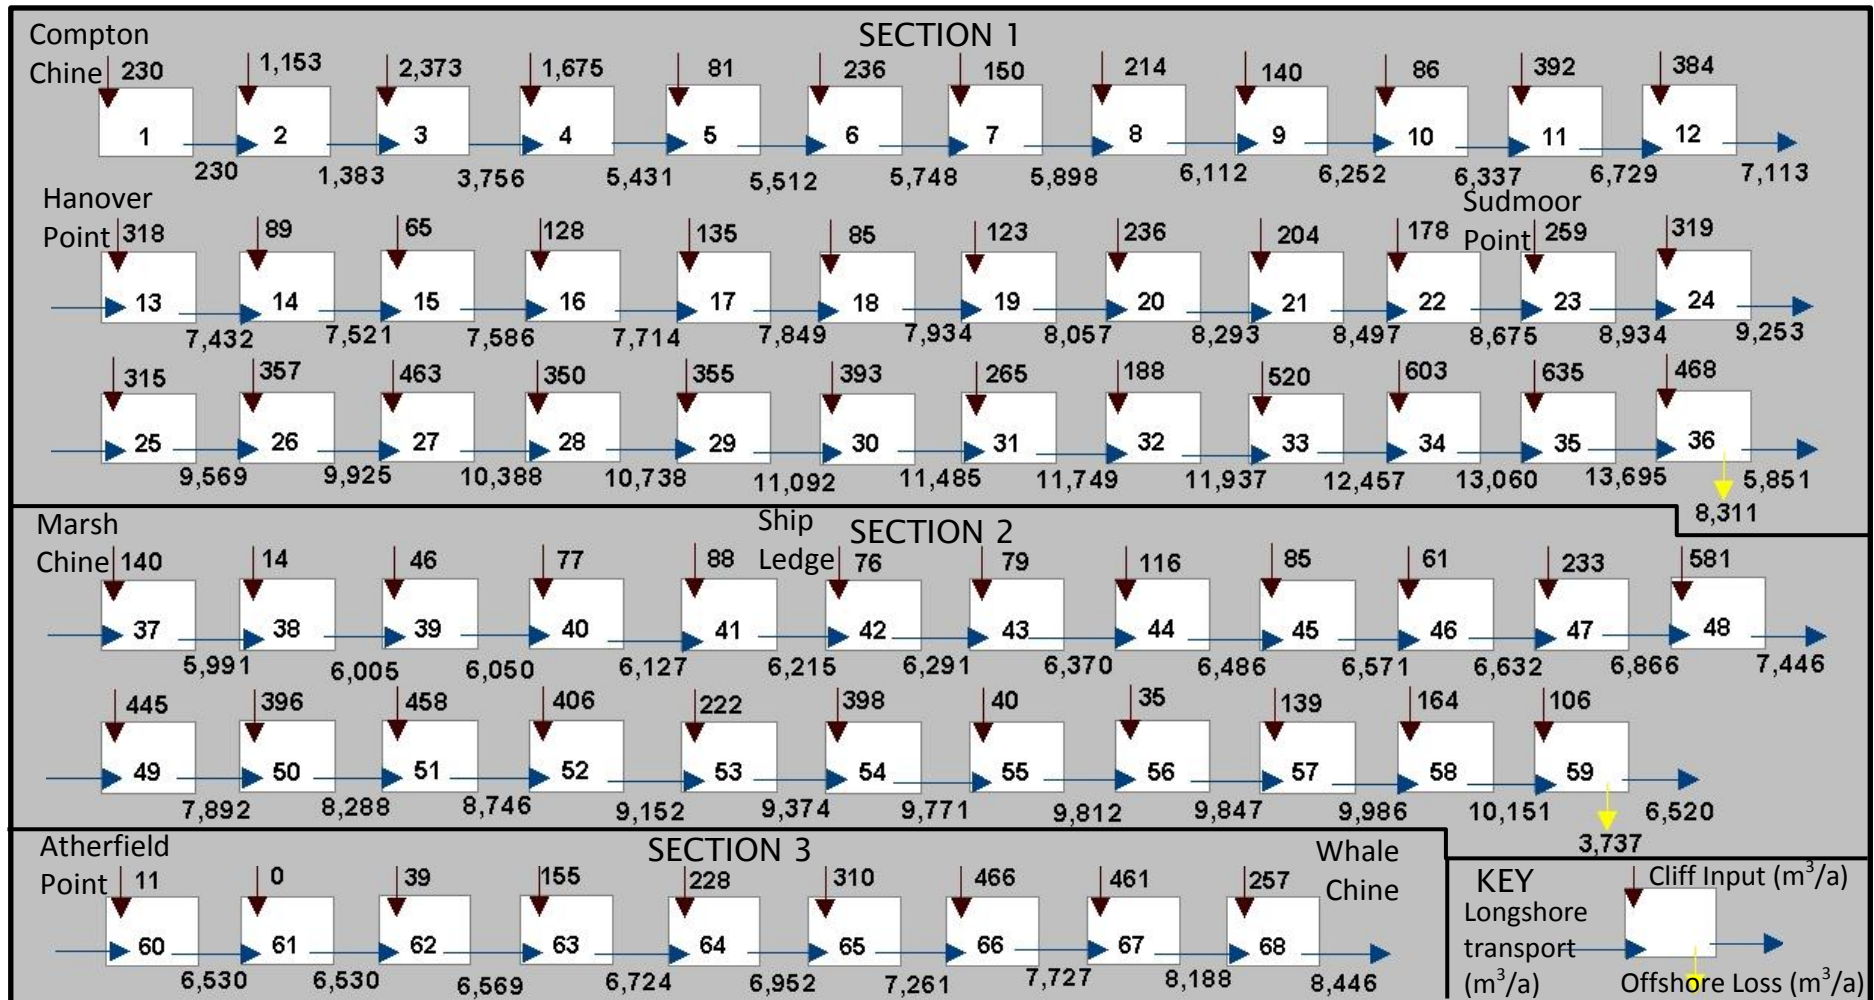 SECTION 1
Compton
Chine
230 1,153 2,373 1,675 81 236 150 214 140 86 392 384
1 2 3 4 5 6 7 8 9 10 11 12
230 1,383 3,756 5,431 5,512 5,748 5,898 6,112 6,252 6,337 6,729 7,113
Hanover
Point
Sudmoor
Point
318 89 65 128 135 85 123 236 204 178 259 319
13 14 15 16 17 18 19 20 21 22 23 24
7,432 7,521 7,586 7,714 7,849 7,934 8,057 8,293 8,497 8,675 8,934 9,253
315 357 463 350 355 393 265 188 520 603 635 468
25 26 27 28 29 30 31 32 33 34 35 36
9,569 9,925 10,388 10,738 11,092 11,485 11,749 11,937 12,457 13,060 13,695 5,851
8,311
SECTION 2
Marsh
Chine
Ship
Ledge
140 14 46 77 88 76 79 116 85 61 233 581
37 38 39 40 41 42 43 44 45 46 47 48
5,991 6,005 6,050 6,127 6,215 6,291 6,370 6,486 6,571 6,632 6,866 7,446
445 396 458 406 222 398 40 35 139 164 106
49 50 51 52 53 54 55 56 57 58 59
7,892 8,288 8,746 9,152 9,374 9,771 9,812 9,847 9,986 10,151 6,520
3,737
SECTION 3
Atherfield
Point
Whale
Chine
11 0 39 155 228 310 466 461 257
60 61 62 63 64 65 66 67 68
6,530 6,530 6,569 6,724 6,952 7,261 7,727 8,188 8,446
KEY
Cliff Input (m³/a)
Longshore
transport
(m³/a)
Offshore Loss (m³/a)